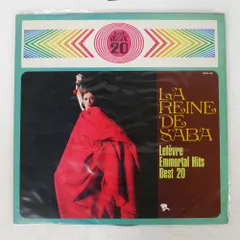 20
LA
REINE
DE
SABA
Lefèvre
Emmortal Hits
Best 20